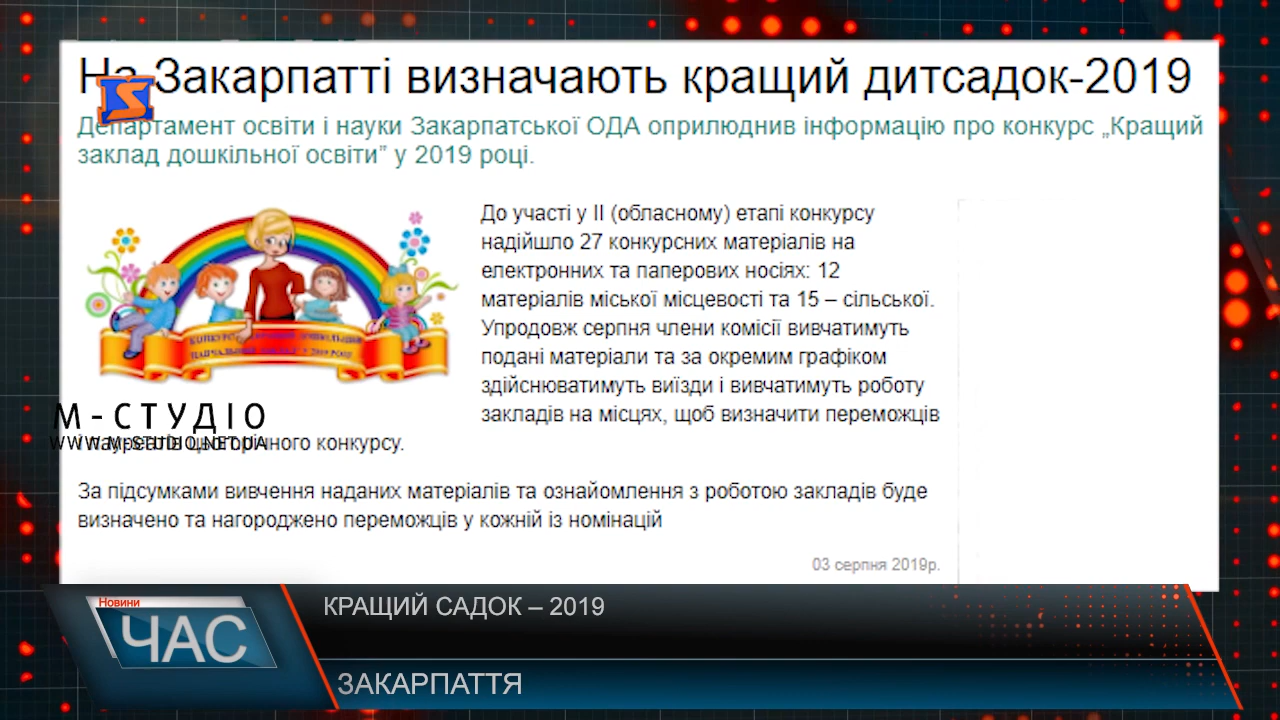 На Закарпатті визначають кращий дитсадок-2019
Департамент освіти і науки Закарпатської ОДА оприлюднив інформацію про конкурс „Кращий
заклад дошкільної освіти” у 2019 році.
До участі у ІІ (обласному) етапі конкурсу
надійшло 27 конкурсних матеріалів на
електронних та паперових носіях: 12
матеріалів міської місцевості та 15 – сільської.
Упродовж серпня члени комісії вивчатимуть
подані матеріали та за окремим графіком
здійснюватимуть виїзди і вивчатимуть роботу
закладів на місцях, щоб визначити переможців
і лауреатів цьогорічного конкурсу.
М-СТУДІО
WWW.M-STUDIO.NET.UA
За підсумками вивчення наданих матеріалів та ознайомлення з роботою закладів буде
визначено та нагороджено переможців у кожній із номінацій
03 серпня 2019р.
Новини
ЧАС
КРАЩИЙ САДОК – 2019
ЗАКАРПАТТЯ